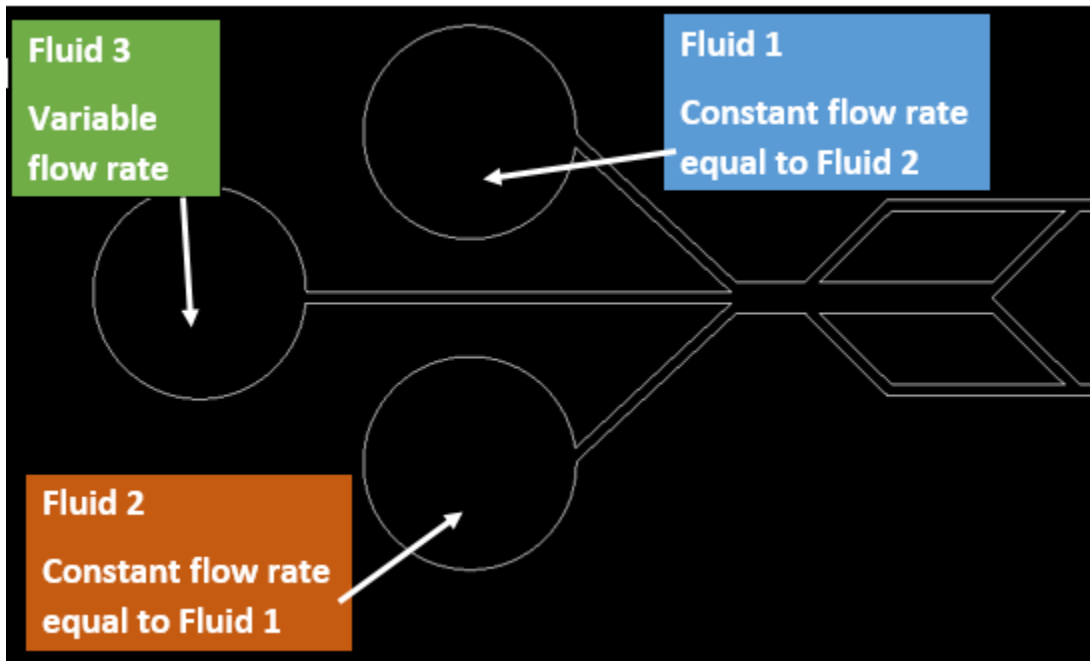 Fluid 3
Variable
flow rate
Fluid 1
Constant flow rate
equal to Fluid 2
Fluid 2
Constant flow rate
equal to Fluid 1